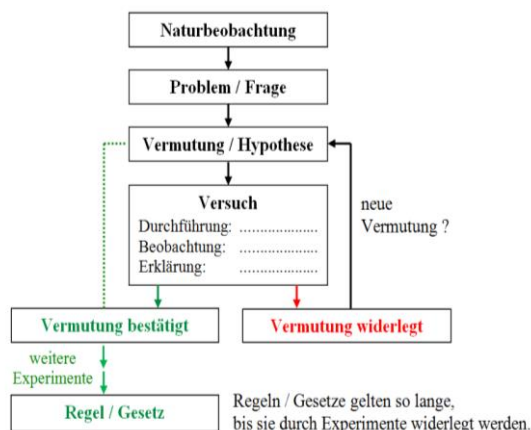 Naturbeobachtung
Problem / Frage
Vermutung / Hypothese
Versuch
Durchführung: .....................
Beobachtung: .....................
Erklärung: .....................
neue
Vermutung ?
Vermutung bestätigt
Vermutung widerlegt
weitere
Experimente
Regel / Gesetz
Regeln / Gesetze gelten so lange,
bis sie durch Experimente widerlegt werden.